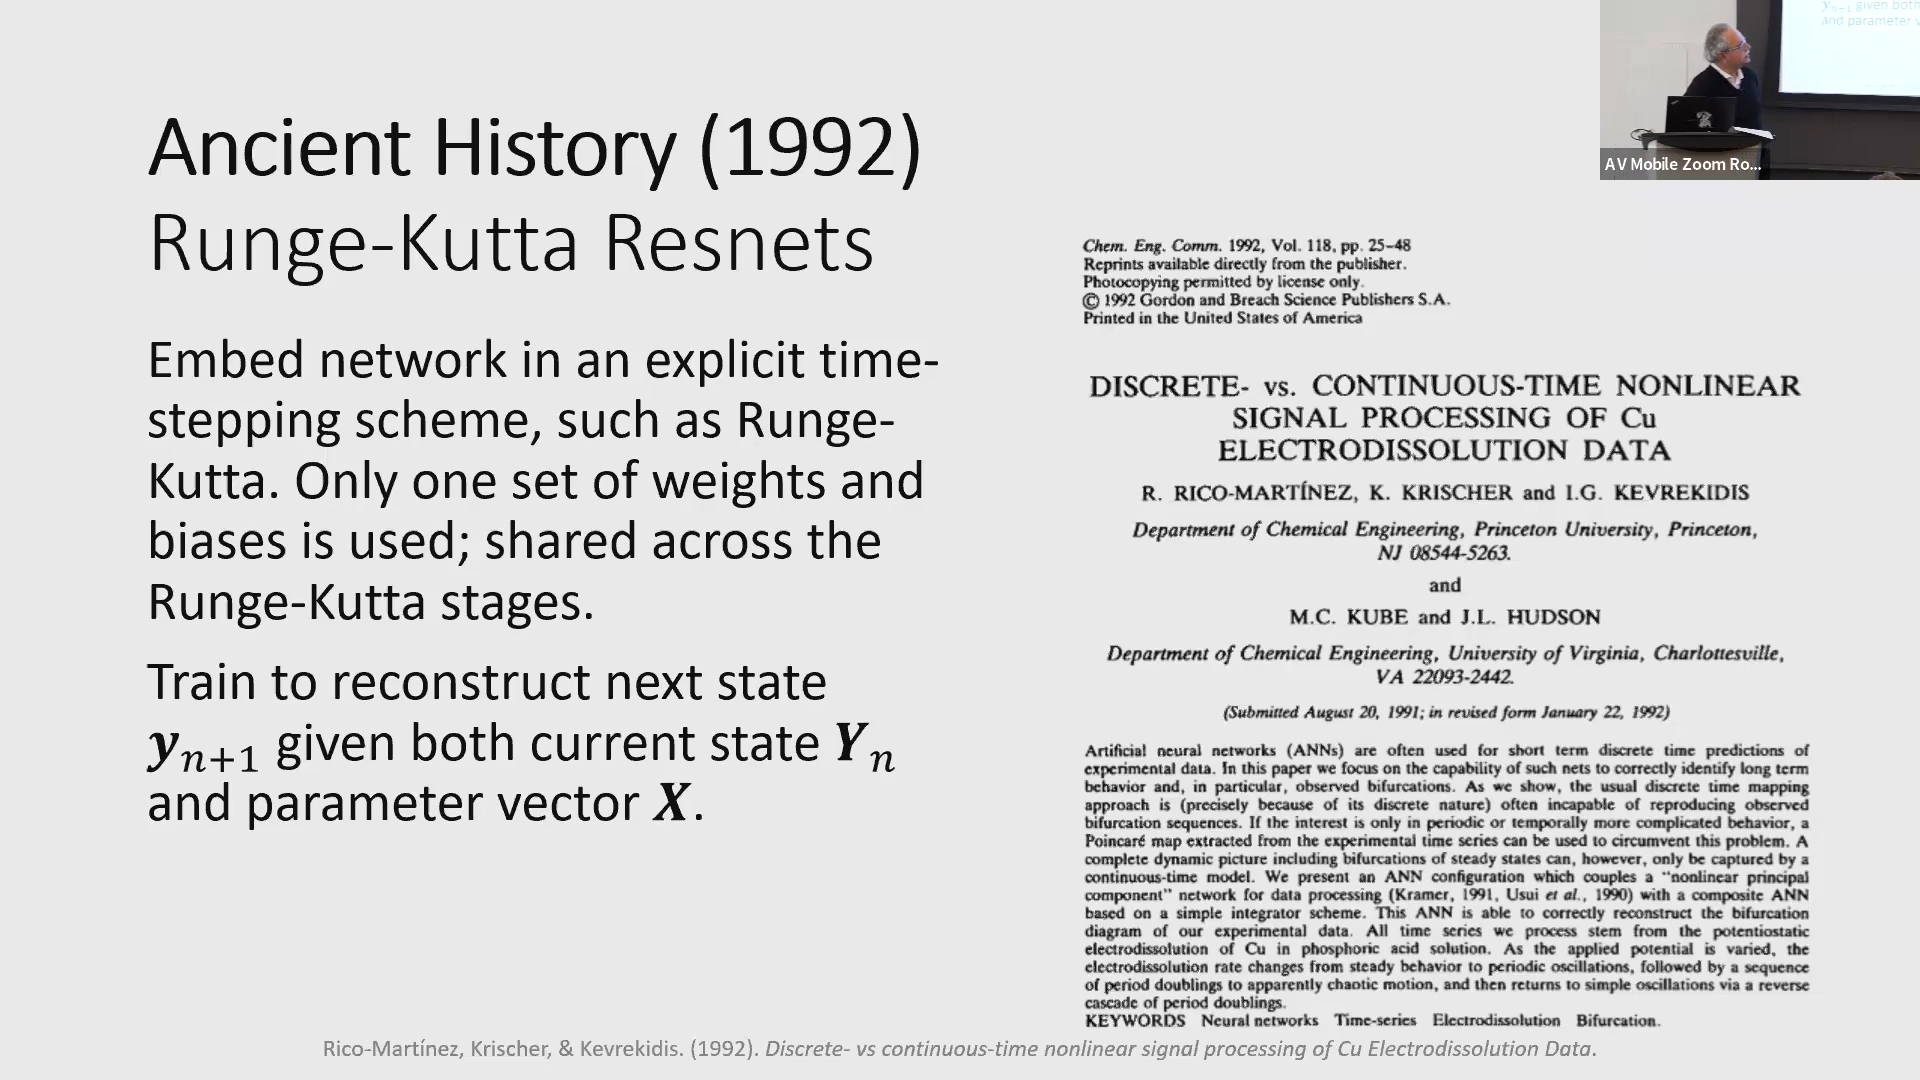 Ancient History (1992)
Runge-Kutta Resnets
Embed network in an explicit time-
stepping scheme, such as Runge-
Kutta. Only one set of weights and
biases is used; shared across the
Runge-Kutta stages.
Train to reconstruct next state
yₙ₊₁ given both current state Yₙ
and parameter vector X.
yₙ₊₁ given both
and parameter v
AV Mobile Zoom Ro...
Chem. Eng. Comm. 1992, Vol. 118, pp. 25-48
Reprints available directly from the publisher.
Photocopying permitted by license only.
© 1992 Gordon and Breach Science Publishers S.A.
Printed in the United States of America
DISCRETE- vs. CONTINUOUS-TIME NONLINEAR
SIGNAL PROCESSING OF Cu
ELECTRODISSOLUTION DATA
R. RICO-MARTÍNEZ, K. KRISCHER and I.G. KEVREKIDIS
Department of Chemical Engineering, Princeton University, Princeton,
NJ 08544-5263.
and
M.C. KUBE and J.L. HUDSON
Department of Chemical Engineering, University of Virginia, Charlottesville,
VA 22093-2442.
(Submitted August 20, 1991; in revised form January 22, 1992)
Artificial neural networks (ANNs) are often used for short term discrete time predictions of
experimental data. In this paper we focus on the capability of such nets to correctly identify long term
behavior and, in particular, observed bifurcations. As we show, the usual discrete time mapping
approach is (precisely because of its discrete nature) often incapable of reproducing observed
bifurcation sequences. If the interest is only in periodic or temporally more complicated behavior, a
Poincaré map extracted from the experimental time series can be used to circumvent this problem. A
complete dynamic picture including bifurcations of steady states can, however, only be captured by a
continuous-time model. We present an ANN configuration which couples a "nonlinear principal
component" network for data processing (Kramer, 1991, Usui et al., 1990) with a composite ANN
based on a simple integrator scheme. This ANN is able to correctly reconstruct the bifurcation
diagram of our experimental data. All time series we process stem from the potentiostatic
electrodissolution of Cu in phosphoric acid solution. As the applied potential is varied, the
electrodissolution rate changes from steady behavior to periodic oscillations, followed by a sequence
of period doublings to apparently chaotic motion, and then returns to simple oscillations via a reverse
cascade of period doublings.
KEYWORDS Neural networks Time-series Electrodissolution Bifurcation.
Rico-Martínez, Krischer, & Kevrekidis. (1992). Discrete- vs continuous-time nonlinear signal processing of Cu Electrodissolution Data.